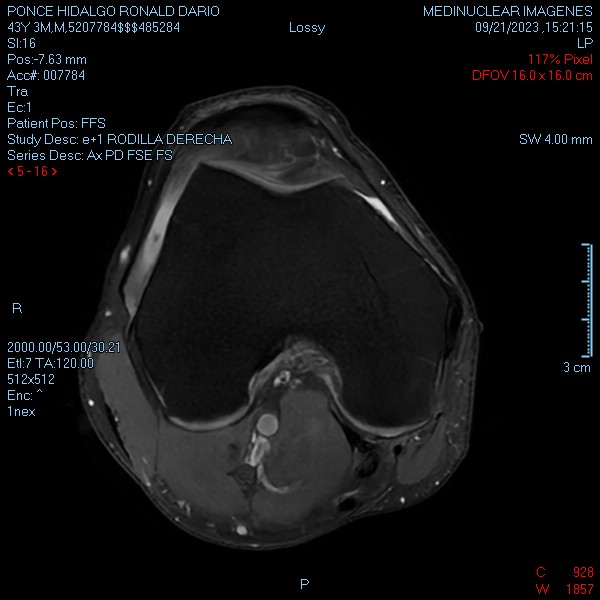 PONCE HIDALGO RONALD DARIO
43Y 3M,M,5207784$$$485284
SI:16
Pos:-7.63 mm
Acc#: 007784
Tra
Ec:1
Patient Pos: FFS
Study Desc: e+1 RODILLA DERECHA
Series Desc: Ax PD FSE FS
< 5 - 16 >
Lossy
MEDINUCLEAR IMAGENES
09/21/2023 ,15:21:15
LP
117% Pixel
DFOV 16.0 x 16.0 cm
SW 4.00 mm
R
3 cm
2000.00/53.00/30.21
Etl:7 TA:120.00
512x512
Enc: ^
1nex
P
C 928
W 1857